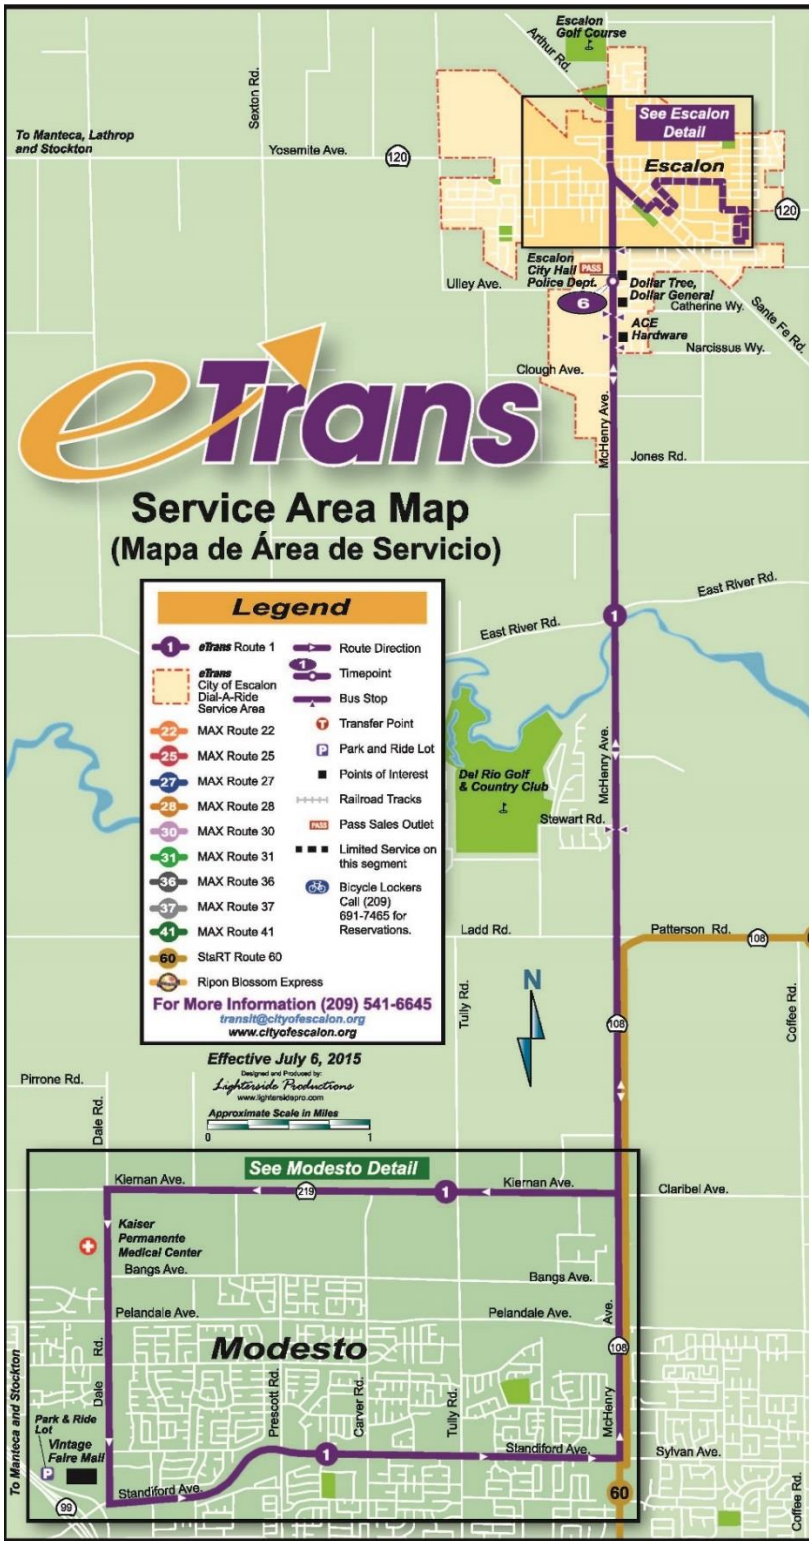 Escalon
Golf Course
Arthur Rd.
Sexton Rd.
To Manteca, Lathrop
and Stockton
Yosemite Ave.
120
See Escalon
Detail
Escalon
120
Escalon
City Hall
Police Dept.
PASS
Ulley Ave.
6
Dollar Tree,
Dollar General
Catherine Wy.
Sante Fe Rd.
ACE
Hardware
Narcissus Wy.
Clough Ave.
McHenry Ave.
Jones Rd.
eTrans
Service Area Map
(Mapa de Área de Servicio)
East River Rd.
1
East River Rd.
Legend
1 eTrans Route 1
eTrans
City of Escalon
Dial-A-Ride
Service Area
22 MAX Route 22
25 MAX Route 25
27 MAX Route 27
28 MAX Route 28
30 MAX Route 30
31 MAX Route 31
36 MAX Route 36
37 MAX Route 37
41 MAX Route 41
60 StaRT Route 60
Ripon Blossom Express
Route Direction
1 Timepoint
Bus Stop
T Transfer Point
P Park and Ride Lot
Points of Interest
Railroad Tracks
PASS Pass Sales Outlet
Limited Service on
this segment
Bicycle Lockers
Call (209)
691-7465 for
Reservations.
For More Information (209) 541-6645
transit@cityofescalon.org
www.cityofescalon.org
McHenry Ave.
Del Rio Golf
& Country Club
Stewart Rd.
Ladd Rd.
Patterson Rd.
108
N
Tully Rd.
108
Coffee Rd.
Effective July 6, 2015
Designed and Produced by:
Lighterside Productions
www.lightersidepro.com
Approximate Scale in Miles
0 1
Pirrone Rd.
Dale Rd.
See Modesto Detail
Kiernan Ave.
219
1
Kiernan Ave.
Claribel Ave.
Kaiser
Permanente
Medical Center
Bangs Ave.
Bangs Ave.
Pelandale Ave.
Pelandale Ave.
Modesto
Dale Rd.
Prescott Rd.
Carver Rd.
Tully Rd.
McHenry Ave.
108
To Manteca and Stockton
Park & Ride
Lot
P
Vintage
Faire Mall
99
Standiford Ave.
1
Standiford Ave.
Sylvan Ave.
60
Coffee Rd.